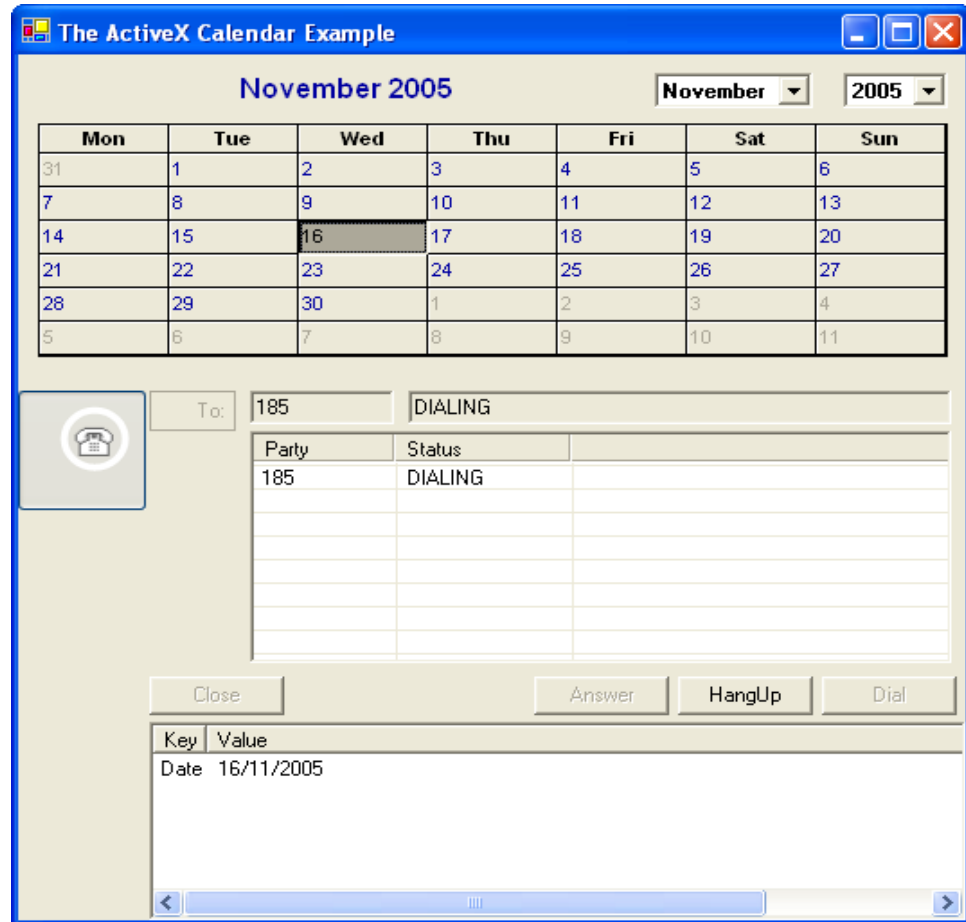 The ActiveX Calendar Example
November 2005 November 2005
Mon Tue Wed Thu Fri Sat Sun
31 1 2 3 4 5 6
7 8 9 10 11 12 13
14 15 16 17 18 19 20
21 22 23 24 25 26 27
28 29 30 1 2 3 4
5 6 7 8 9 10 11
To: 185 DIALING
Party Status
185 DIALING
Close Answer HangUp Dial
Key Value
Date 16/11/2005